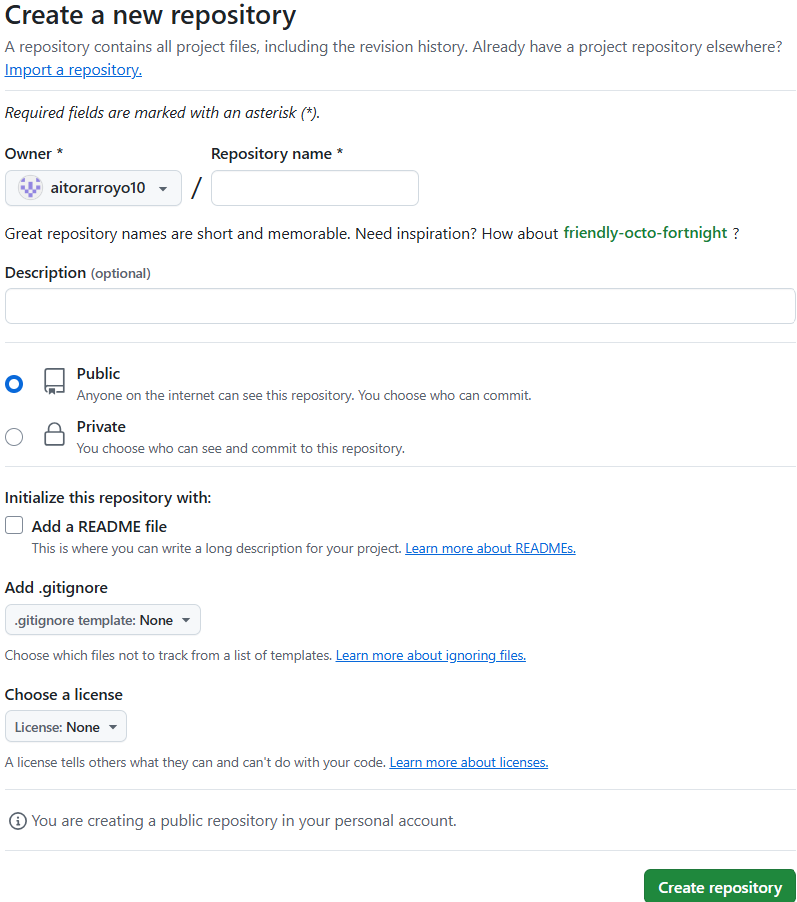 Create a new repository
A repository contains all project files, including the revision history. Already have a project repository elsewhere?
Import a repository.
Required fields are marked with an asterisk (*).
Owner * Repository name *
aitorarroyo10 /
Great repository names are short and memorable. Need inspiration? How about friendly-octo-fortnight ?
Description (optional)
Public
Anyone on the internet can see this repository. You choose who can commit.
Private
You choose who can see and commit to this repository.
Initialize this repository with:
Add a README file
This is where you can write a long description for your project. Learn more about READMEs.
Add .gitignore
.gitignore template: None
Choose which files not to track from a list of templates. Learn more about ignoring files.
Choose a license
License: None
A license tells others what they can and can't do with your code. Learn more about licenses.
You are creating a public repository in your personal account.
Create repository